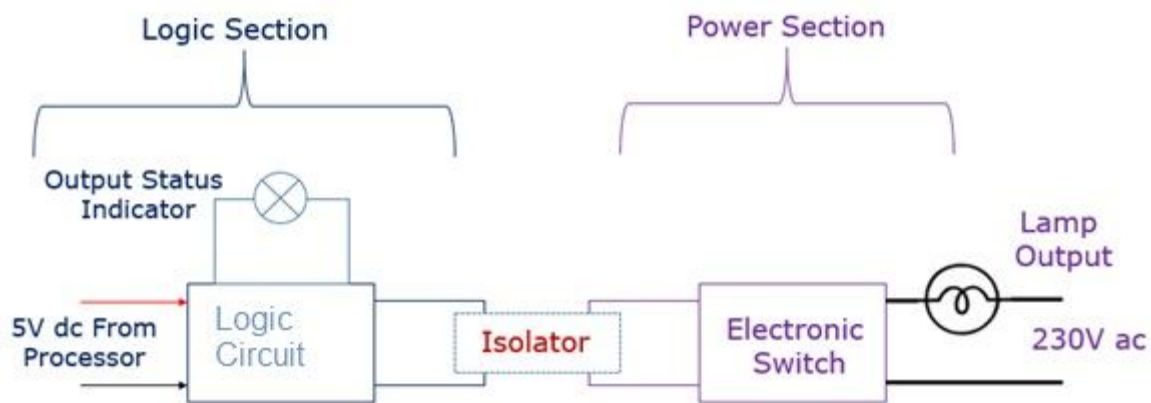 Logic Section
Power Section
Output Status
Indicator
Lamp
Output
5V dc From
Processor
Logic
Circuit
Isolator
Electronic
Switch
230V ac